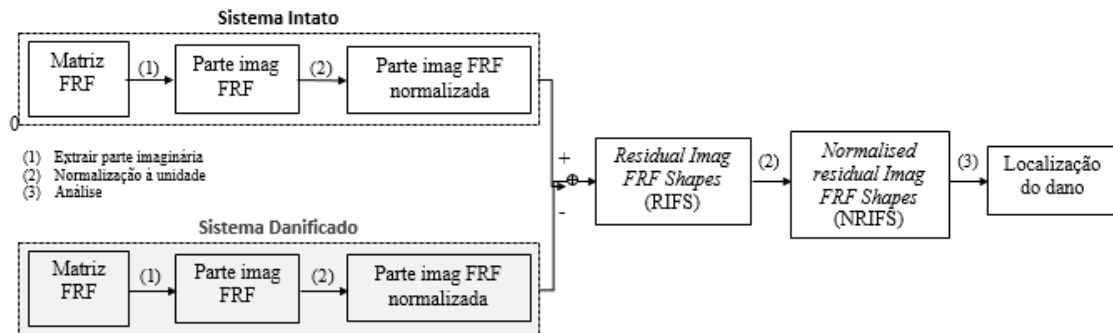 Sistema Intato
Matriz
FRF
(1)
Parte imag
FRF
(2)
Parte imag FRF
normalizada
0
(1) Extrair parte imaginária
(2) Normalização à unidade
(3) Análise
+
-
Residual Imag
FRF Shapes
(RIFS)
(2)
Normalised
residual Imag
FRF Shapes
(NRIFS)
(3)
Localização
do dano
Sistema Danificado
Matriz
FRF
(1)
Parte imag
FRF
(2)
Parte imag FRF
normalizada